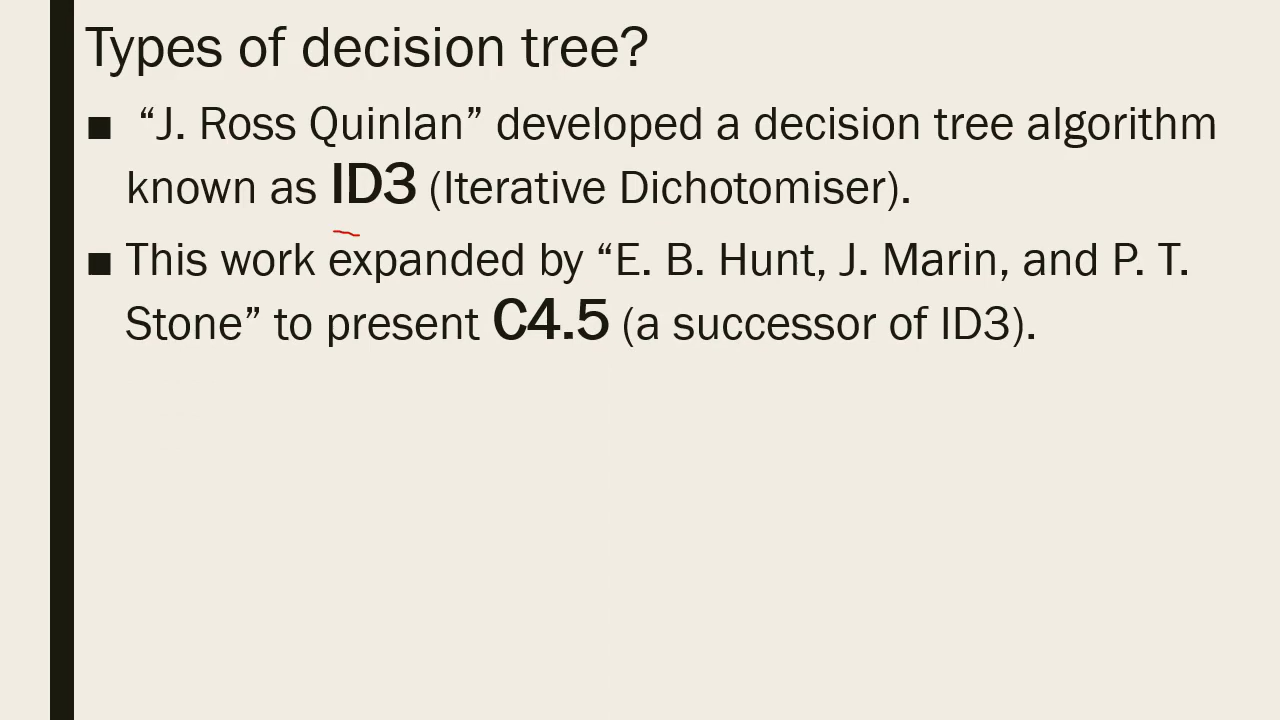 Types of decision tree?
■ “J. Ross Quinlan” developed a decision tree algorithm
known as ID3 (Iterative Dichotomiser).
■ This work expanded by “E. B. Hunt, J. Marin, and P. T.
Stone” to present C4.5 (a successor of ID3).